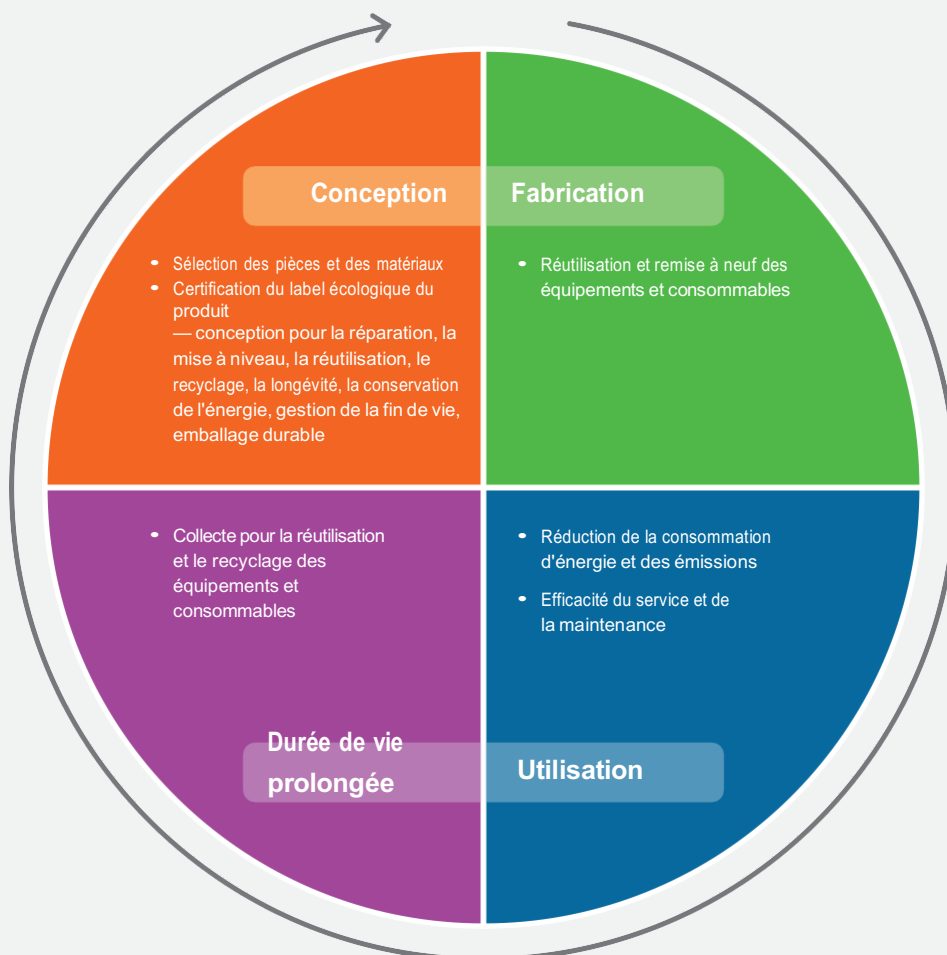 Conception
• Sélection des pièces et des matériaux
• Certification du label écologique du
produit
— conception pour la réparation, la
mise à niveau, la réutilisation, le
recyclage, la longévité, la conservation
de l'énergie, gestion de la fin de vie,
emballage durable
Fabrication
• Réutilisation et remise à neuf des
équipements et consommables
• Collecte pour la réutilisation
et le recyclage des
équipements et
consommables
Durée de vie
prolongée
• Réduction de la consommation
d'énergie et des émissions
• Efficacité du service et de
la maintenance
Utilisation